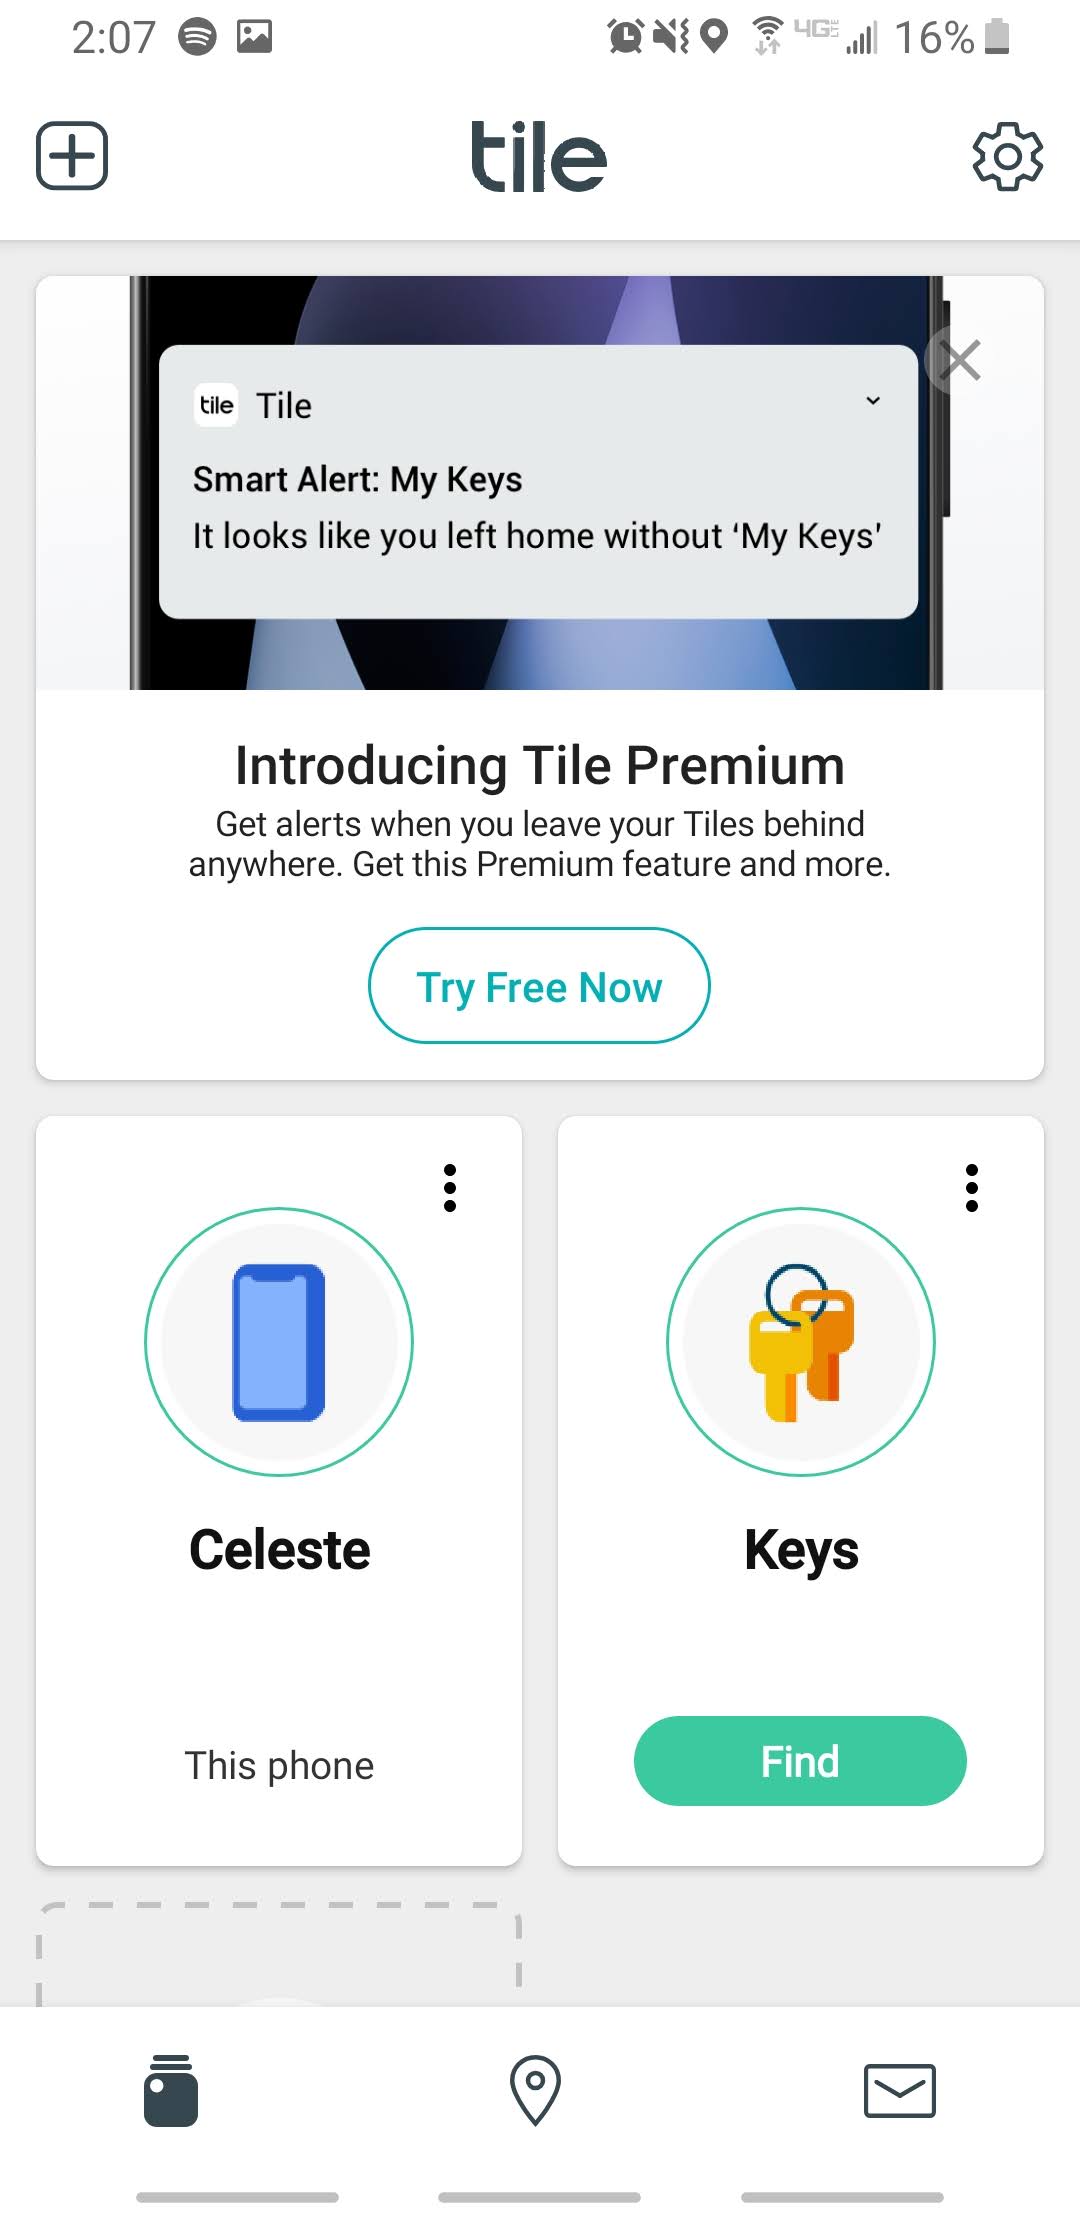 2:07
4GE LTE
16%
tile
tile Tile
Smart Alert: My Keys
It looks like you left home without ‘My Keys’
Introducing Tile Premium
Get alerts when you leave your Tiles behind
anywhere. Get this Premium feature and more.
Try Free Now
Celeste
Keys
This phone
Find